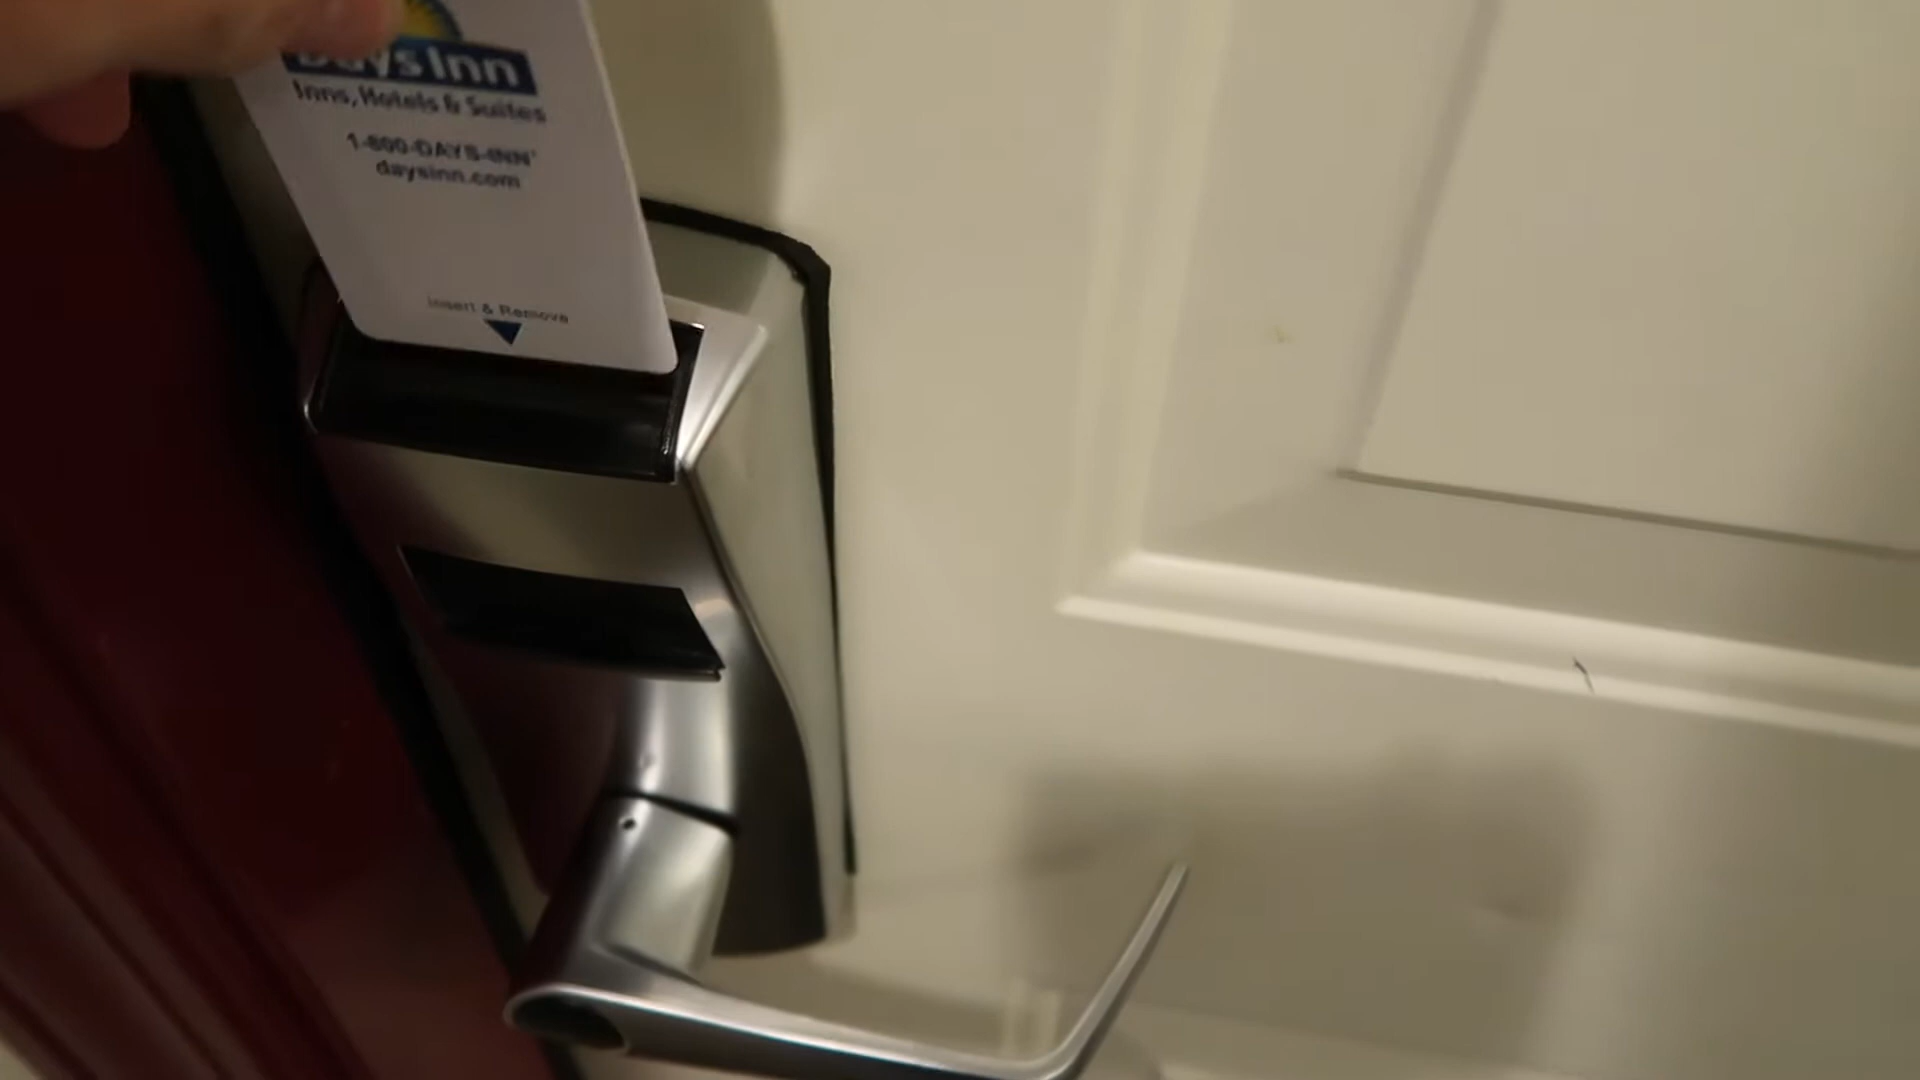 Days Inn
Inns, Hotels & Suites
1-800-DAYS-INN®
daysinn.com
Insert & Remove